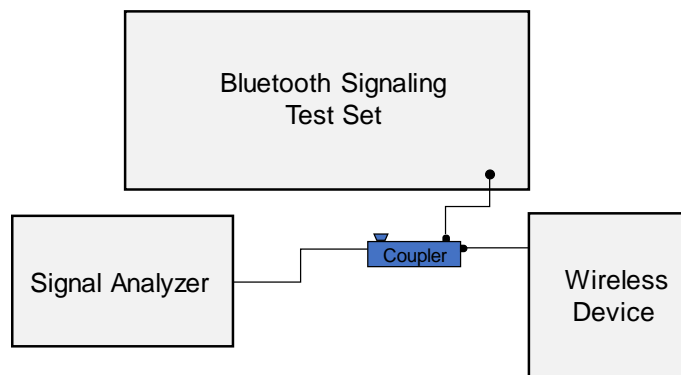 Bluetooth Signaling
Test Set
Signal Analyzer
Coupler
Wireless
Device